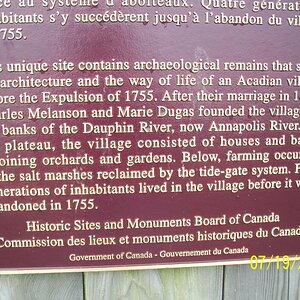 au système d'aboiteaux. Quatre générat
bitants s'y succédèrent jusqu'à l'abandon du vil
755.
unique site contains archaeological remains that s
architecture and the way of life of an Acadian vil
ore the Expulsion of 1755. After their marriage in 1
arles Melanson and Marie Dugas founded the villag
banks of the Dauphin River, now Annapolis River
plateau, the village consisted of houses and ba
oining orchards and gardens. Below, farming occu
the salt marshes reclaimed by the tide-gate system. F
nerations of inhabitants lived in the village before it w
andoned in 1755.
Historic Sites and Monuments Board of Canada
Commission des lieux et monuments historiques du Canad
Government of Canada - Gouvernement du Canada
07/19/